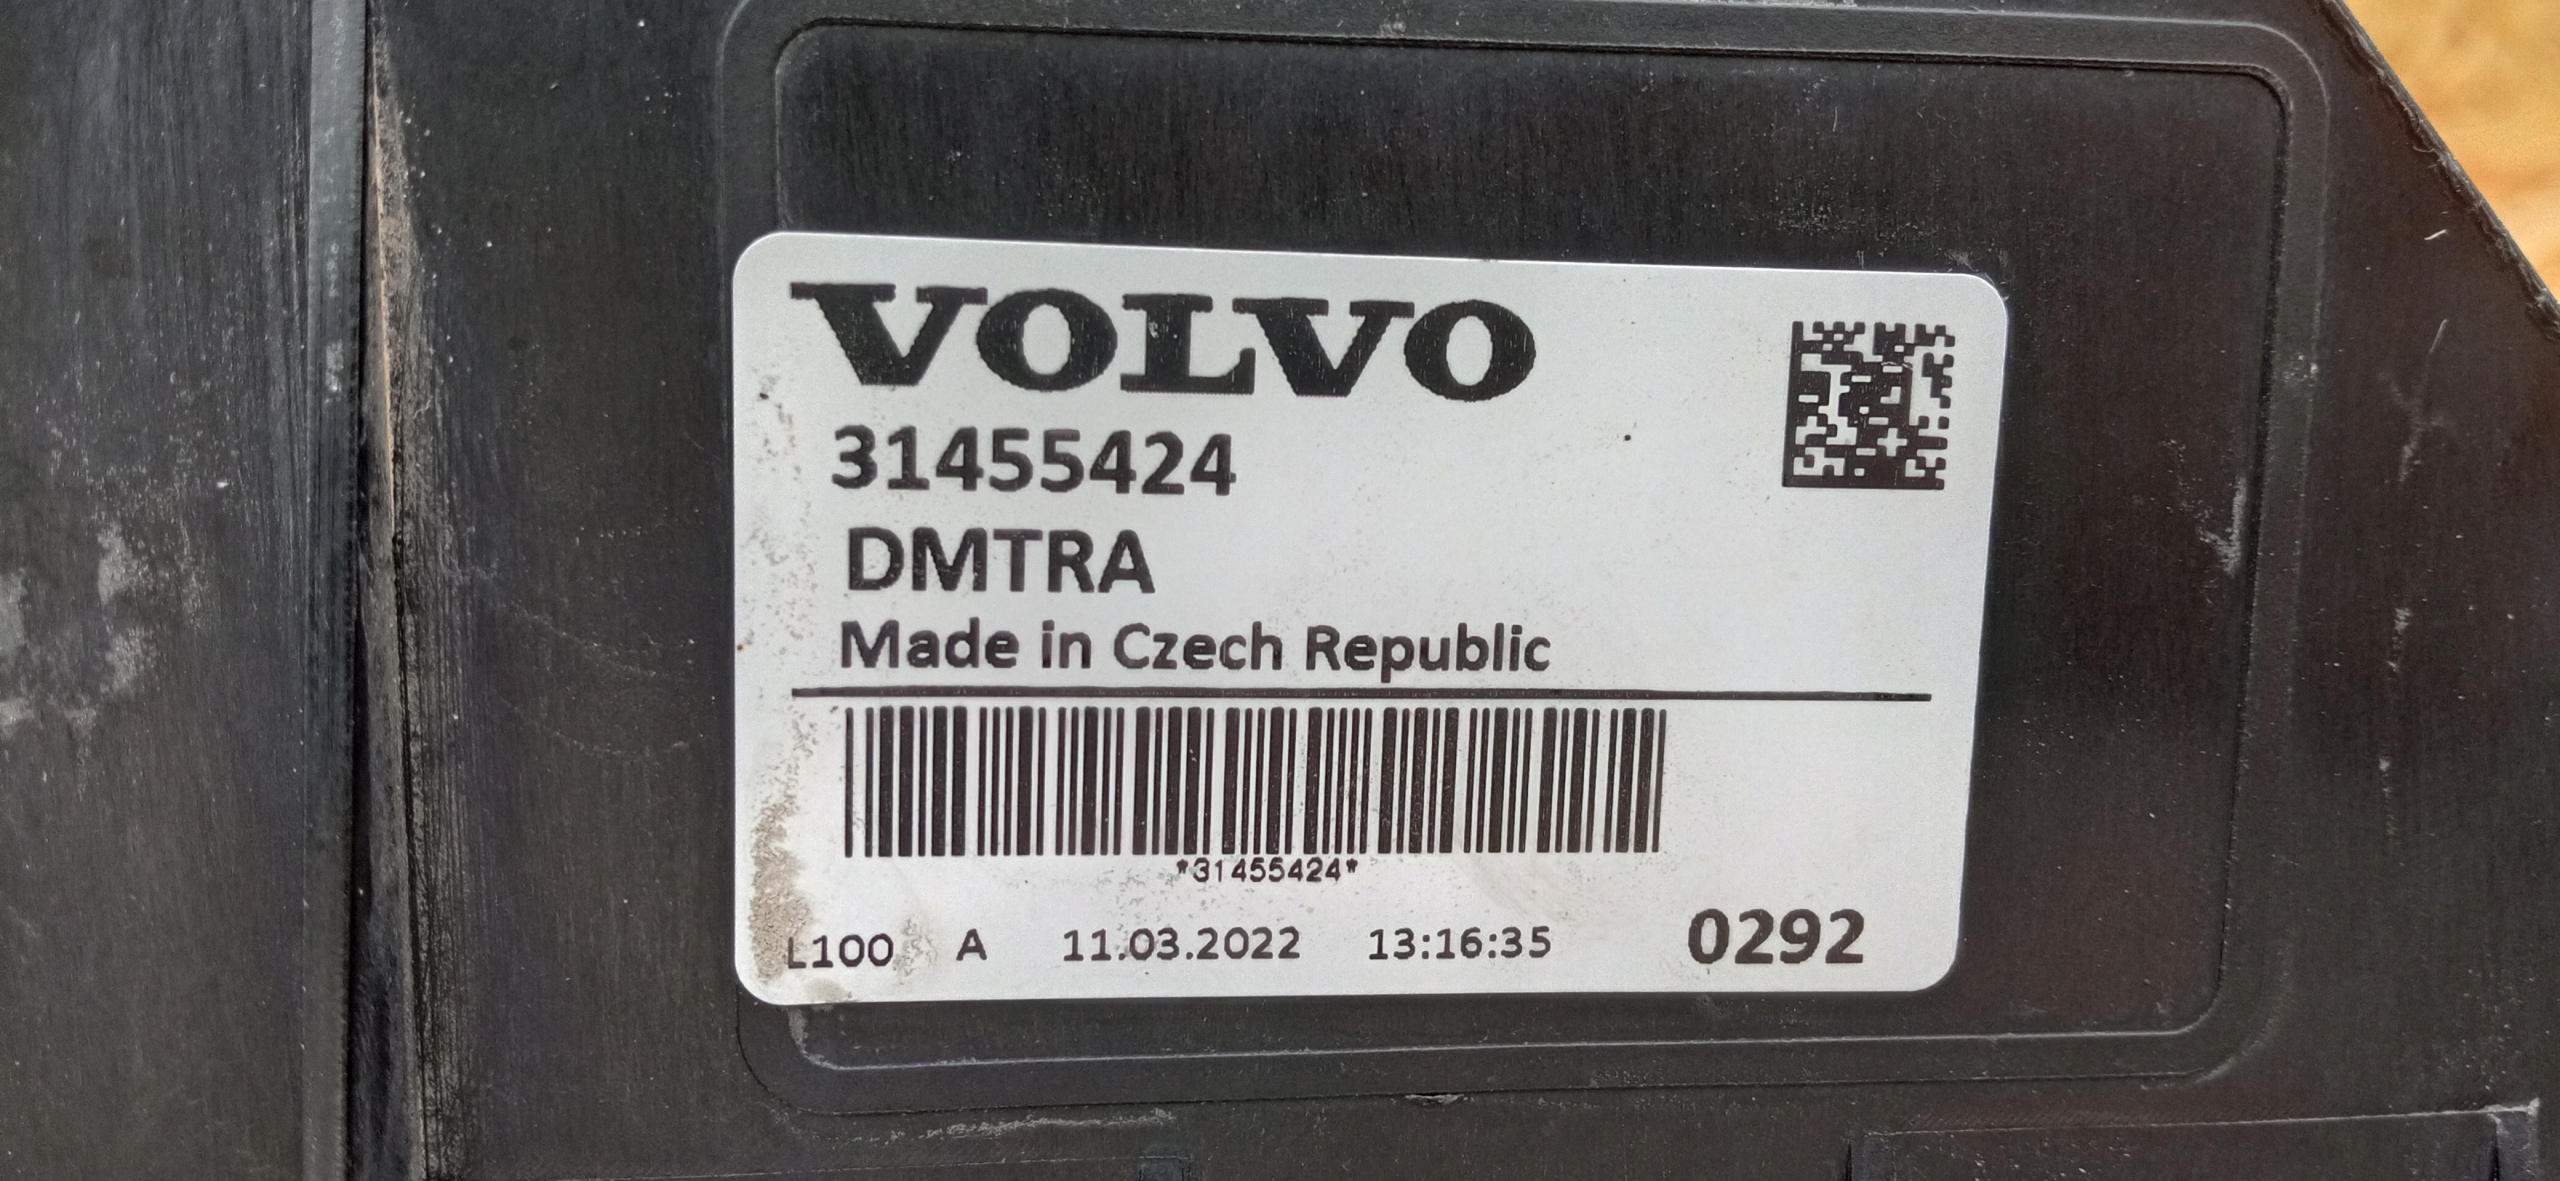 VOLVO
31455424
DMTRA
Made in Czech Republic
*31455424*
L100 A 11.03.2022 13:16:35 0292